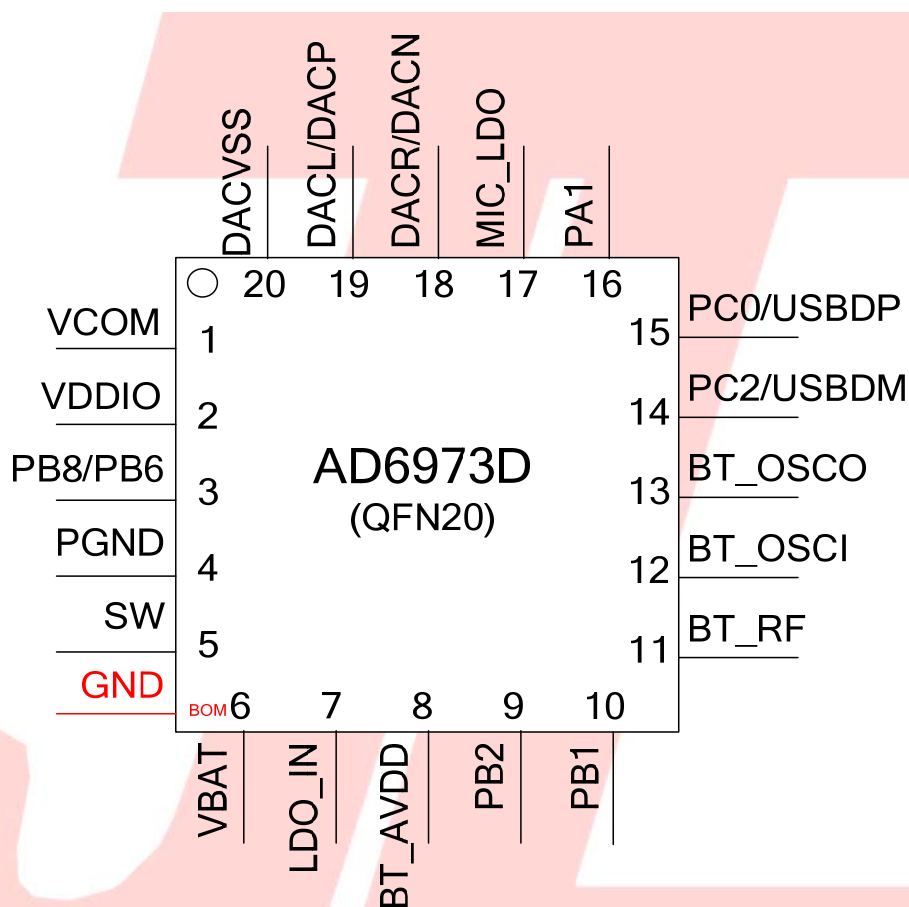 DACVSS
DACL/DACP
DACR/DACN
MIC_LDO
PA1
20 19 18 17 16
VCOM 1
VDDIO 2
PB8/PB6 3
PGND 4
SW 5
GND BOM
AD6973D
(QFN20)
15 PC0/USBDP
14 PC2/USBDM
13 BT_OSCO
12 BT_OSCI
11 BT_RF
6 7 8 9 10
VBAT
LDO_IN
BT_AVDD
PB2
PB1